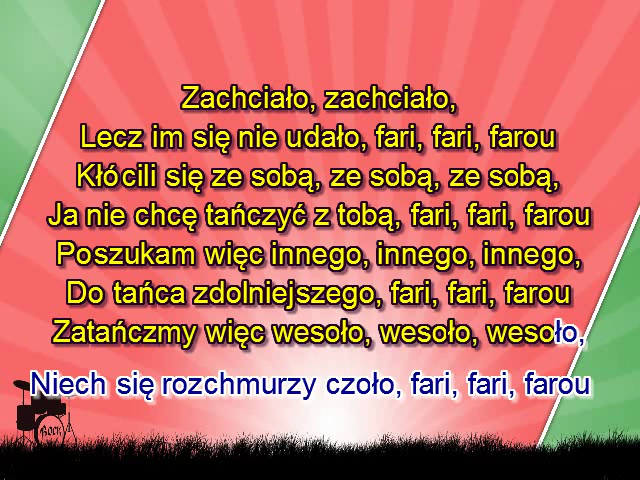 Zachciało, zachciało,
Lecz im się nie udało, fari, fari, farou
Kłócili się ze sobą, ze sobą, ze sobą,
Ja nie chcę tańczyć z tobą, fari, fari, farou
Poszukam więc innego, innego, innego,
Do tańca zdolniejszego, fari, fari, farou
Zatańczmy więc wesoło, wesoło, wesoło,
Niech się rozchmurzy czoło, fari, fari, farou
ROCK